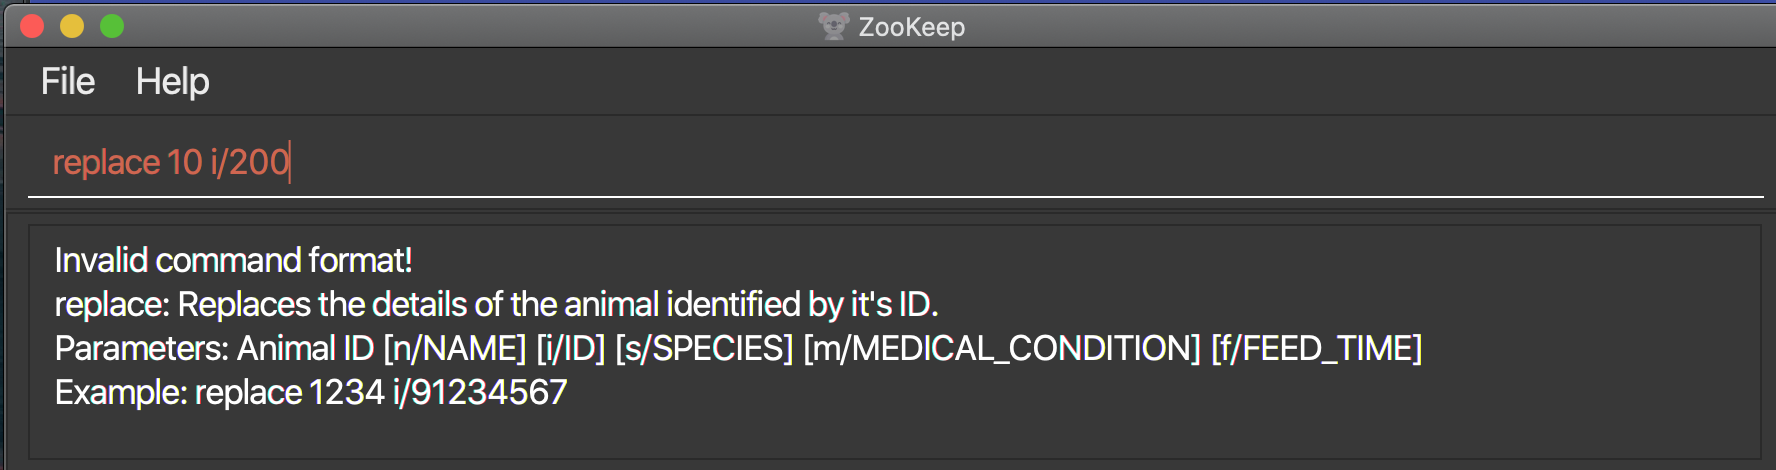 ZooKeep
File Help
replace 10 i/200
Invalid command format!
replace: Replaces the details of the animal identified by it's ID.
Parameters: Animal ID [n/NAME] [i/ID] [s/SPECIES] [m/MEDICAL_CONDITION] [f/FEED_TIME]
Example: replace 1234 i/91234567